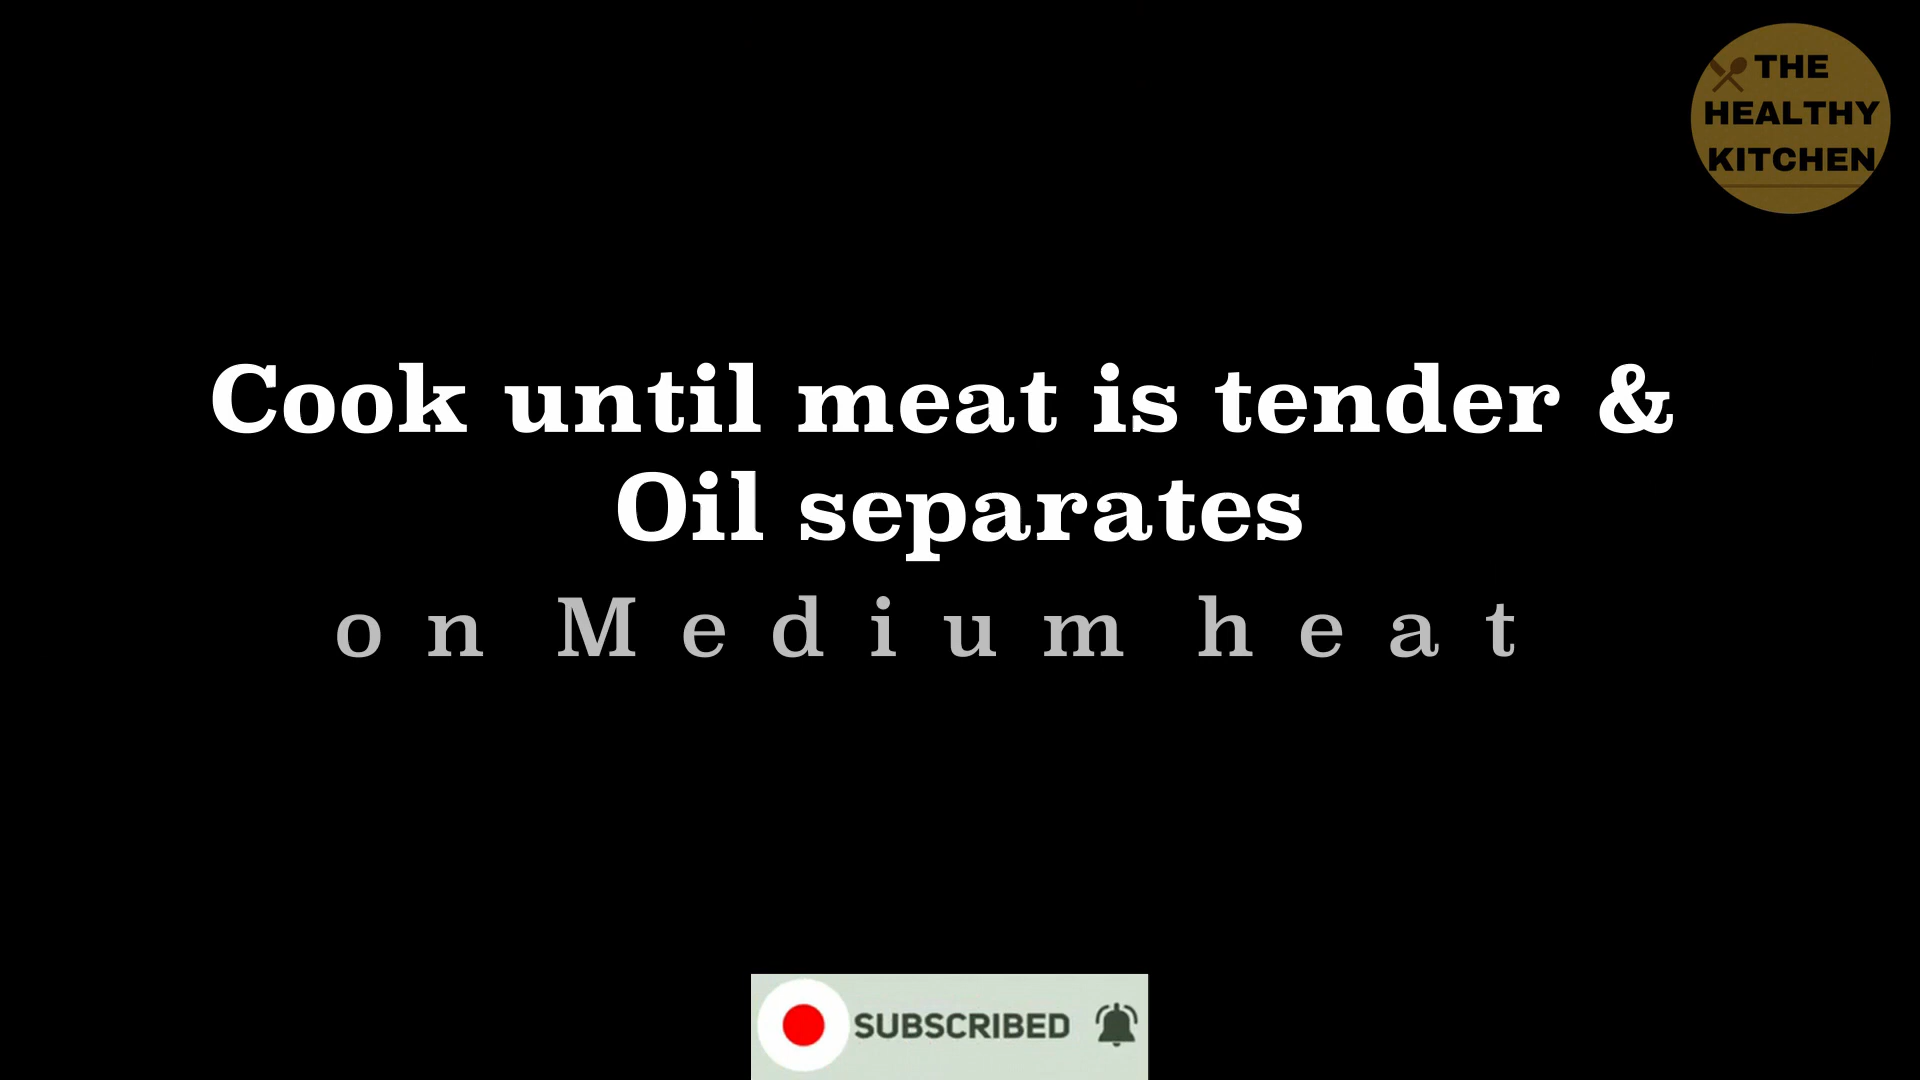 THE
HEALTHY
KITCHEN
Cook until meat is tender &
Oil separates
on Medium heat
SUBSCRIBED